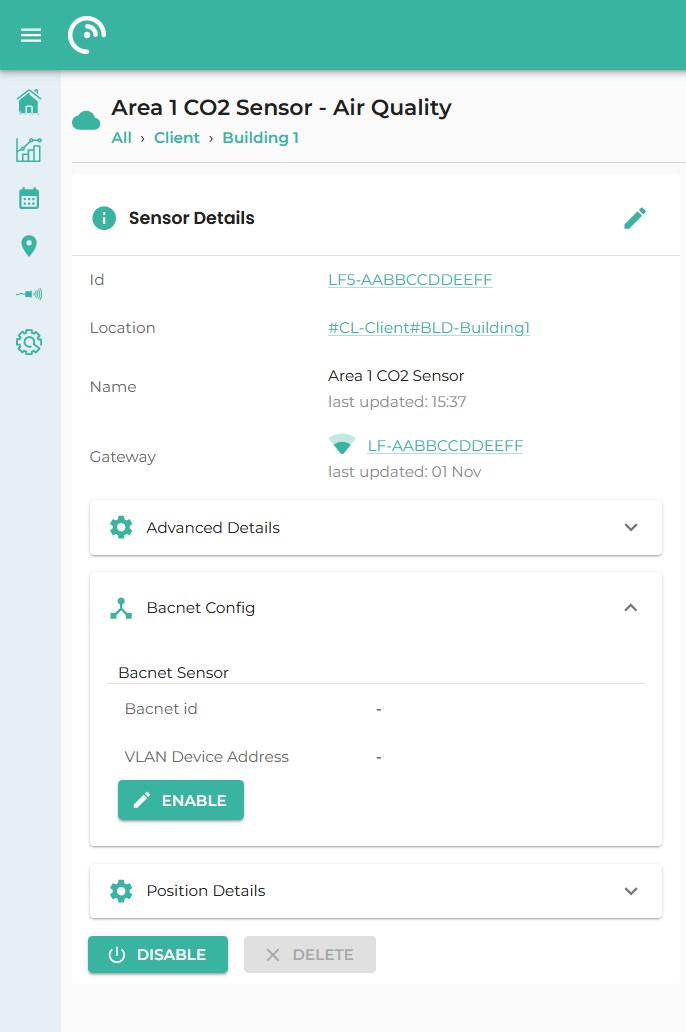 Area 1 CO2 Sensor - Air Quality
All › Client › Building 1
Sensor Details
Id LF5-AABBCCDDEEFF
Location #CL-Client#BLD-Building1
Name Area 1 CO2 Sensor
last updated: 15:37
Gateway LF-AABBCCDDEEFF
last updated: 01 Nov
Advanced Details
Bacnet Config
Bacnet Sensor
Bacnet id -
VLAN Device Address -
ENABLE
Position Details
DISABLE DELETE